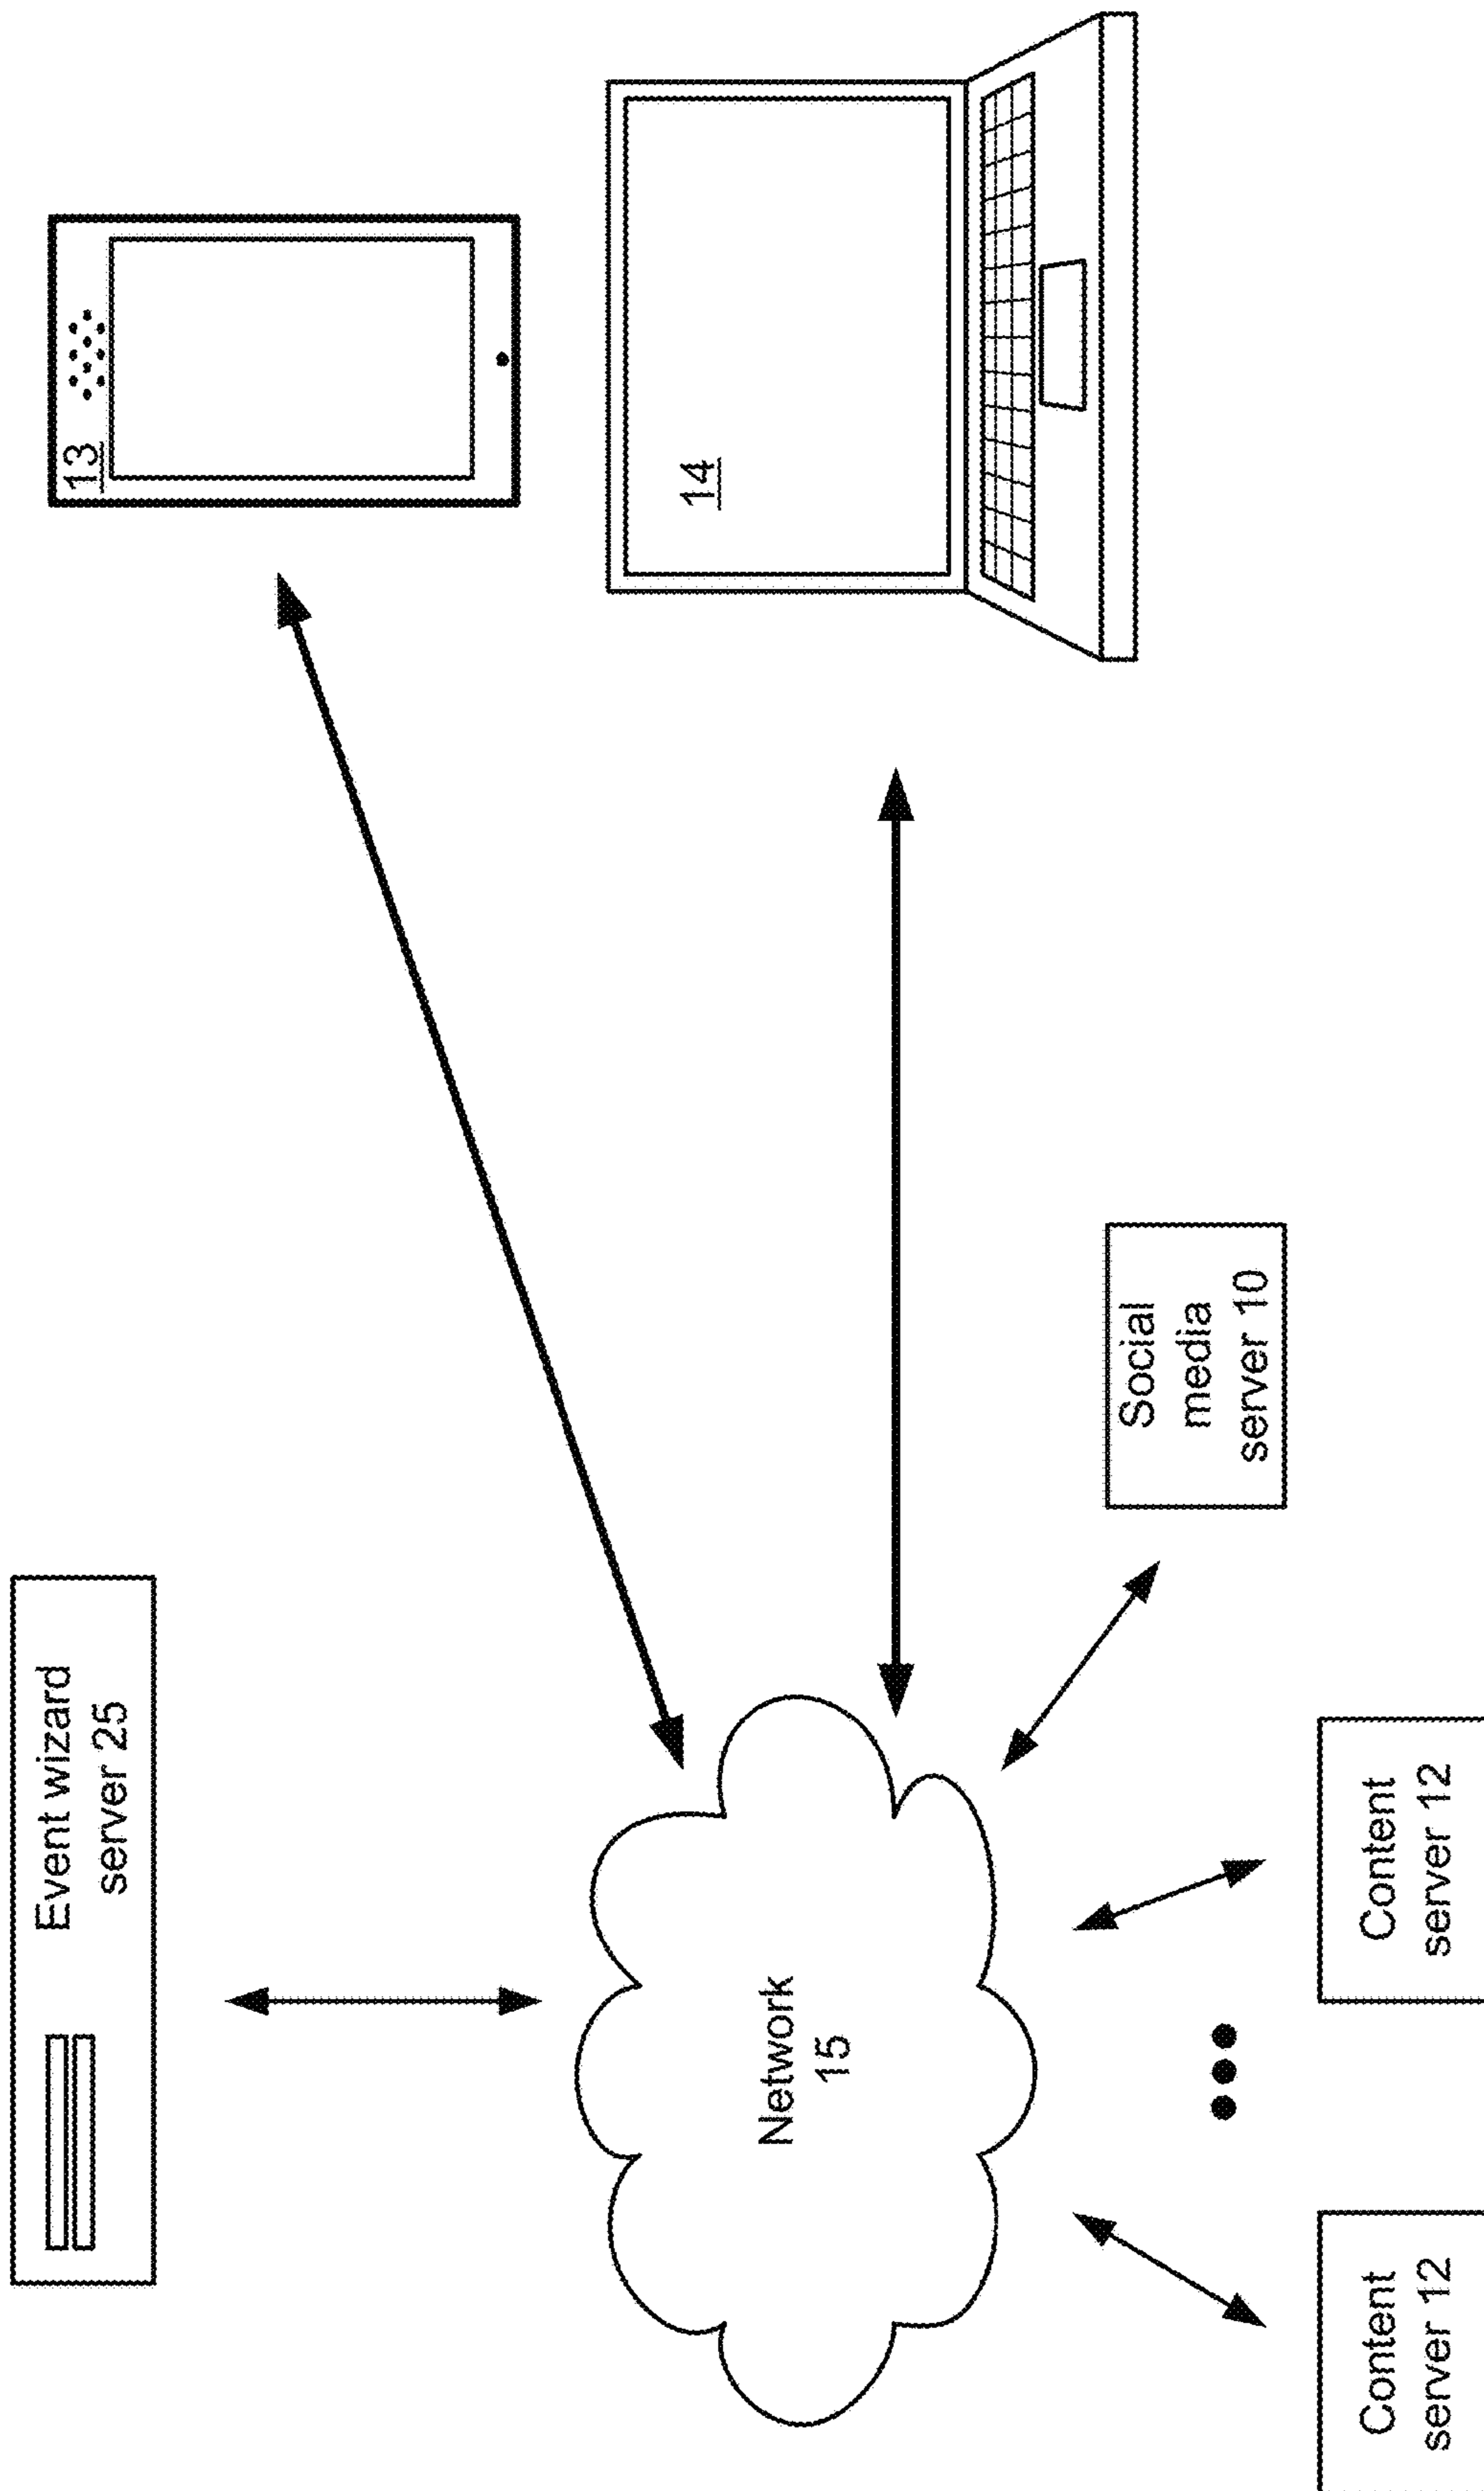 Event wizard
server 25
13
14
Network
15
Social
media
server 10
Content
server 12
Content
server 12